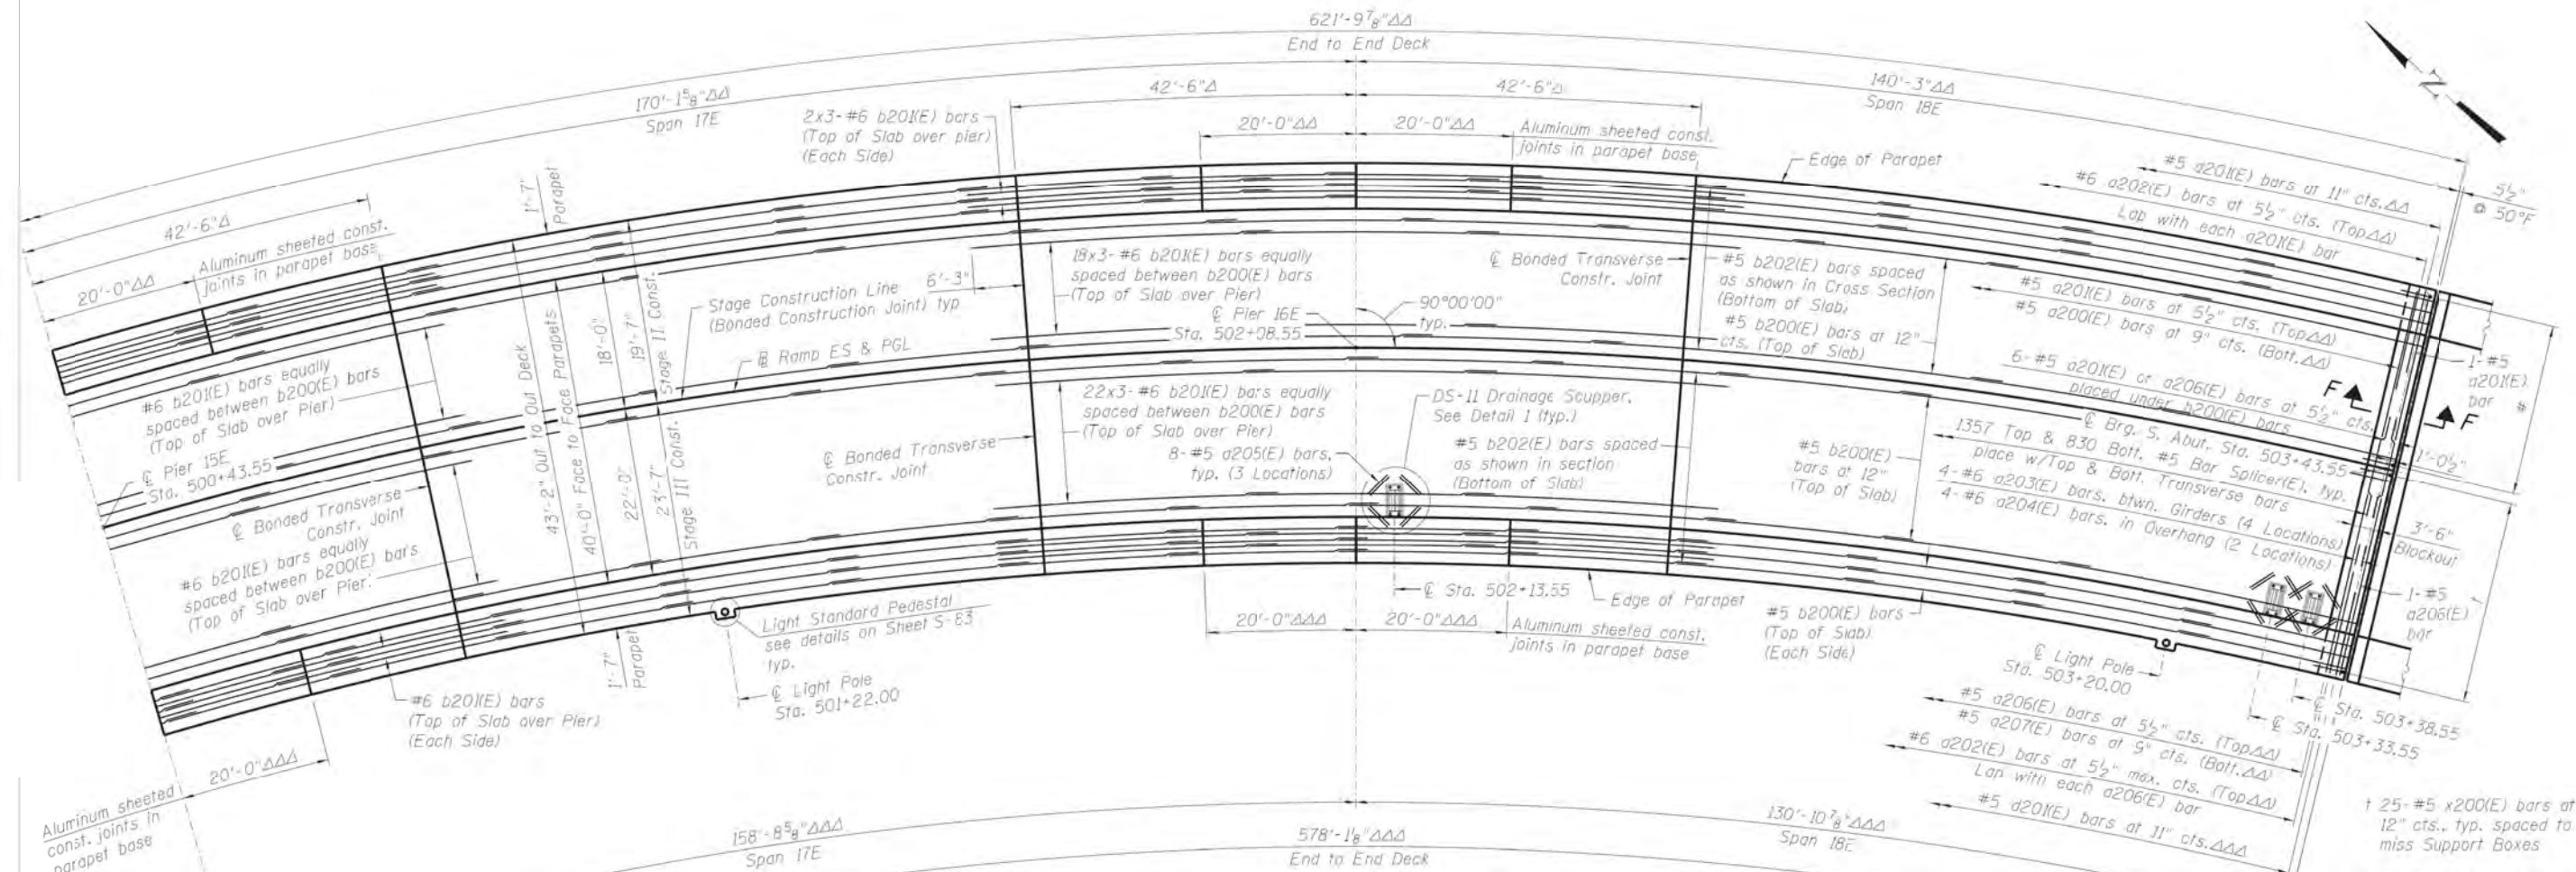 621'-9 7/8"ΔΔ
End to End Deck
170'-1 5/8"ΔΔ
Span 17E
140'-3"ΔΔ
Span 18E
42'-6"Δ
42'-6"Δ
20'-0"ΔΔ
20'-0"ΔΔ
2x3-#6 b201(E) bars
(Top of Slab over pier)
(Each Side)
Aluminum sheeted const.
joints in parapet base
Edge of Parapet
#5 a201(E) bars at 11" cts.ΔΔ
#6 a202(E) bars at 5½" cts. (TopΔΔ)
Lap with each a201(E) bar
5½"
@ 50°F
N
42'-6"Δ
20'-0"ΔΔ
Aluminum sheeted const.
joints in parapet base
1'-7"
Parapet
Stage Construction Line
(Bonded Construction Joint) typ
6'-3"
℄ Ramp ES & PGL
18x3-#6 b201(E) bars equally
spaced between b200(E) bars
(Top of Slab over Pier)
℄ Pier 16E
Sta. 502+08.55
90°00'00"
typ.
℄ Bonded Transverse
Constr. Joint
#5 b202(E) bars spaced
as shown in Cross Section
(Bottom of Slab)
#5 b200(E) bars at 12"
cts. (Top of Slab)
#5 a201(E) bars at 5½" cts. (TopΔΔ)
#5 a200(E) bars at 9" cts. (Bott.ΔΔ)
6-#5 a201(E) or a206(E) bars at 5½" cts.
placed under b200(E) bars
F
F
1-#5
a201(E)
bar
#6 b201(E) bars equally
spaced between b200(E) bars
(Top of Slab over Pier)
℄ Pier 15E
Sta. 500+43.55
℄ Bonded Transverse
Constr. Joint
#6 b201(E) bars equally
spaced between b200(E) bars
(Top of Slab over Pier)
43'-2" Out to Out Deck
40'-0" Face to Face Parapets
18'-0"
22'-0"
19'-7"
Stage II Const.
23'-7"
Stage III Const.
℄ Bonded Transverse
Constr. Joint
22x3-#6 b201(E) bars equally
spaced between b200(E) bars
(Top of Slab over Pier)
8-#5 a205(E) bars,
typ. (3 Locations)
DS-11 Drainage Scupper,
See Detail 1 (typ.)
#5 b202(E) bars spaced
as shown in section
(Bottom of Slab)
#5 b200(E)
bars at 12"
(Top of Slab)
℄ Brg. S. Abut. Sta. 503+43.55
1357 Top & 830 Bott. #5 Bar Splicer(E), typ.
place w/Top & Bott. Transverse bars
4-#6 a203(E) bars, btwn. Girders (4 Locations)
4-#6 a204(E) bars, in Overhang (2 Locations)
1'-0½"
3'-6"
Blockout
1-#5
a206(E)
bar
#6 b201(E) bars
(Top of Slab over Pier)
(Each Side)
1'-7"
Parapet
Light Standard Pedestal
see details on Sheet S-83
typ.
℄ Light Pole
Sta. 501+22.00
℄ Sta. 502+13.55
20'-0"ΔΔΔ
20'-0"ΔΔΔ
Edge of Parapet
Aluminum sheeted const.
joints in parapet base
#5 b200(E) bars
(Top of Slab)
(Each Side)
℄ Light Pole
Sta. 503+20.00
℄ Sta. 503+38.55
℄ Sta. 503+33.55
#5 a206(E) bars at 5½" cts. (TopΔΔ)
#5 a207(E) bars at 9" cts. (Bott.ΔΔ)
#6 a202(E) bars at 5½" max. cts. (TopΔΔ)
Lap with each a206(E) bar
#5 d201(E) bars at 11" cts.ΔΔΔ
20'-0"ΔΔΔ
Aluminum sheeted
const. joints in
parapet base
158'-8 5/8"ΔΔΔ
Span 17E
578'-1 1/8"ΔΔΔ
End to End Deck
130'-10 7/8"ΔΔΔ
Span 18E
† 25-#5 x200(E) bars at
12" cts., typ. spaced to
miss Support Boxes